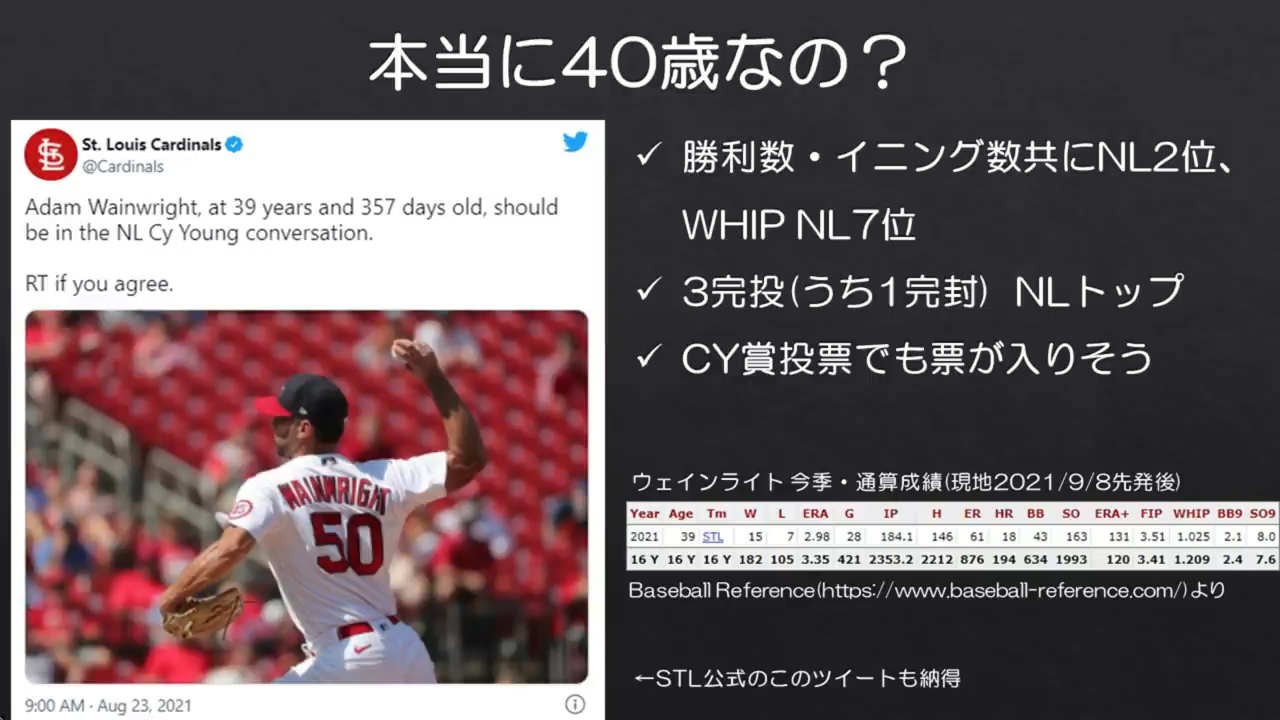 本当に40歳なの？
St. Louis Cardinals
@Cardinals
Adam Wainwright, at 39 years and 357 days old, should
be in the NL Cy Young conversation.
RT if you agree.
WAINWRIGHT
50
9:00 AM · Aug 23, 2021
✓ 勝利数・イニング数共にNL2位、
WHIP NL7位
✓ 3完投(うち1完封) NLトップ
✓ CY賞投票でも票が入りそう
ウェインライト 今季・通算成績(現地2021/9/8先発後)
Year Age Tm W L ERA G IP H ER HR BB SO ERA+ FIP WHIP BB9 SO9
2021 39 STL 15 7 2.98 28 184.1 146 61 18 43 163 131 3.51 1.025 2.1 8.0
16 Y 16 Y 16 Y 182 105 3.35 421 2353.2 2212 876 194 634 1993 120 3.41 1.209 2.4 7.6
Baseball Reference(https://www.baseball-reference.com/)より
←STL公式のこのツイートも納得